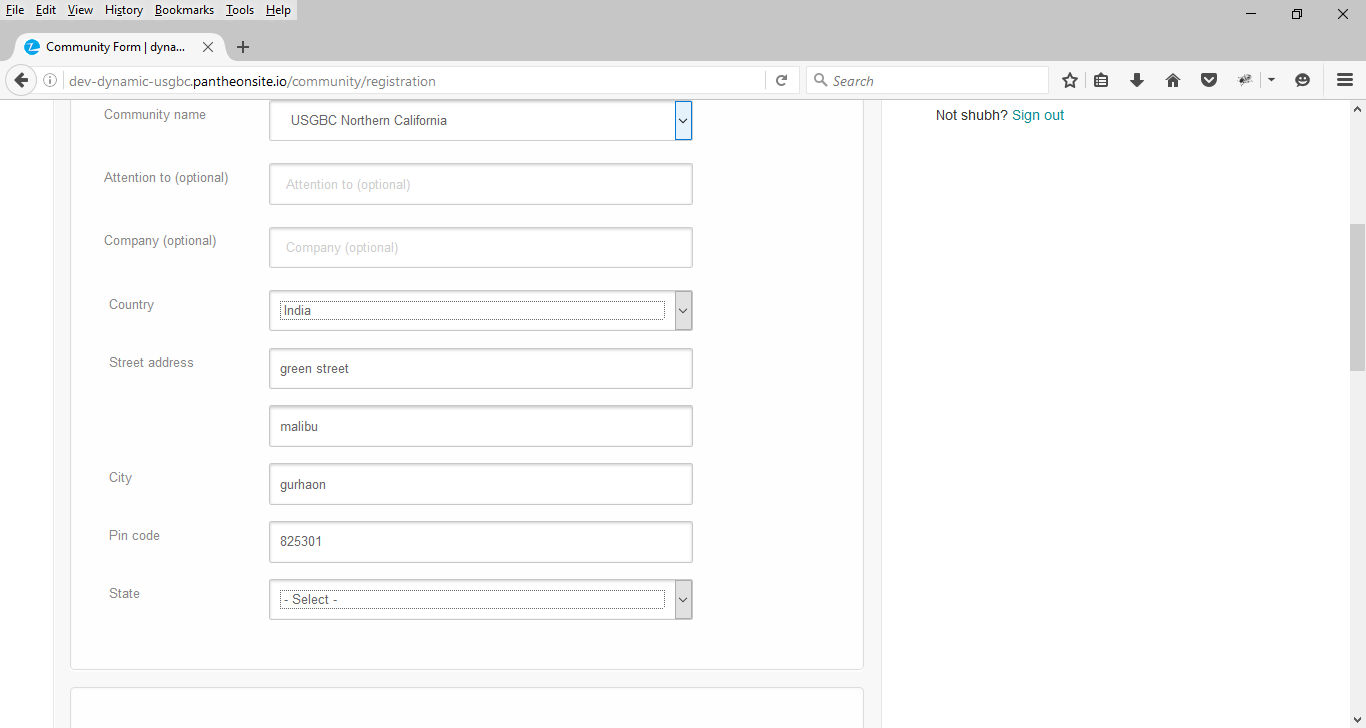 File Edit View History Bookmarks Tools Help
Community Form | dyna...
dev-dynamic-usgbc.pantheonsite.io/community/registration
Search
Community name
USGBC Northern California
Not shubh? Sign out
Attention to (optional)
Attention to (optional)
Company (optional)
Company (optional)
Country
India
Street address
green street
malibu
City
gurhaon
Pin code
825301
State
- Select -